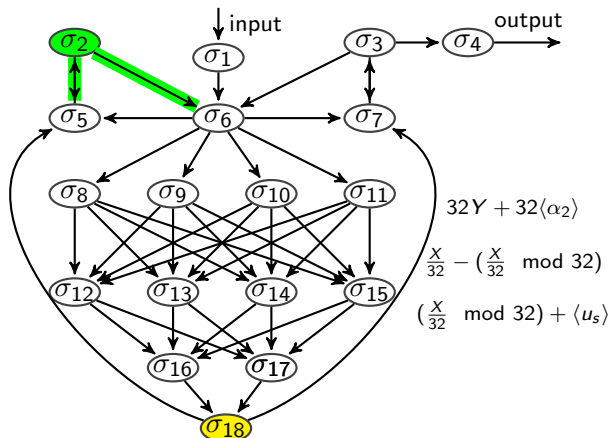 input
output
σ2
σ1
σ3
σ4
σ5
σ6
σ7
σ8
σ9
σ10
σ11
32Y + 32⟨α2⟩
X/32 − (X/32 mod 32)
σ12
σ13
σ14
σ15
(X/32 mod 32) + ⟨us⟩
σ16
σ17
σ18